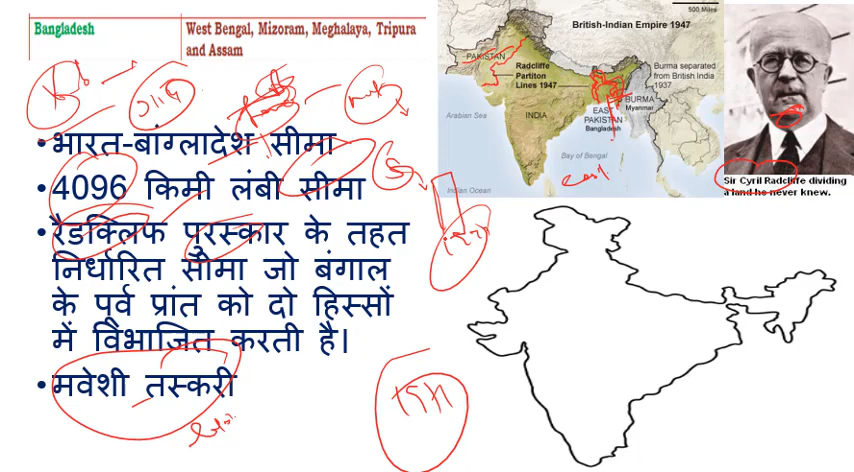 Bangladesh
West Bengal, Mizoram, Meghalaya, Tripura
and Assam
• भारत-बांग्लादेश सीमा
• 4096 किमी लंबी सीमा
• रैडक्लिफ पुरस्कार के तहत
निर्धारित सीमा जो बंगाल
के पूर्व प्रांत को दो हिस्सों
में विभाजित करती है।
• मवेशी तस्करी
500 Miles
British-Indian Empire 1947
PAKISTAN
Radcliffe
Partiton
Lines 1947
Burma separated
from British India
1937
EAST
PAKISTAN
Bangladesh
BURMA
Myanmar
INDIA
Arabian Sea
Bay of Bengal
Indian Ocean
Sir Cyril Radcliffe dividing
a land he never knew.